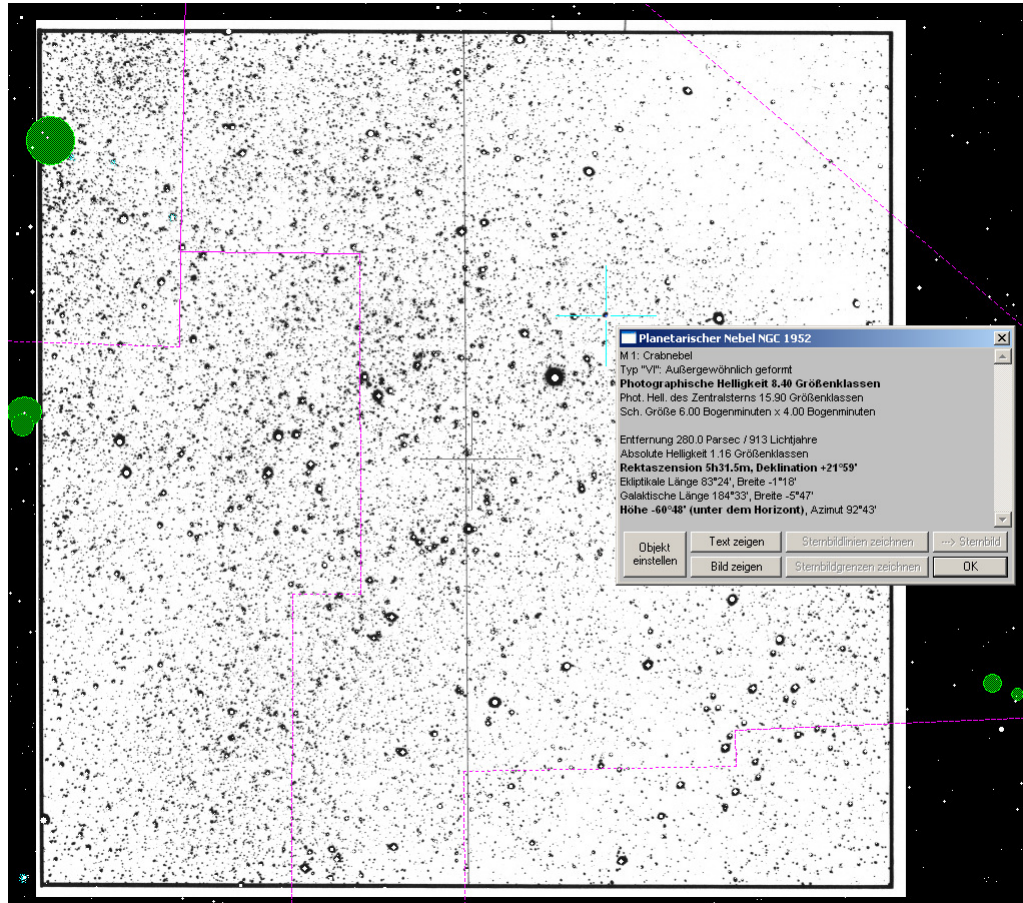 Planetarischer Nebel NGC 1952
M 1: Crabnebel
Typ "VI": Außergewöhnlich geformt
Photographische Helligkeit 8.40 Größenklassen
Phot. Hell. des Zentralsterns 15.90 Größenklassen
Sch. Größe 6.00 Bogenminuten x 4.00 Bogenminuten
Entfernung 280.0 Parsec / 913 Lichtjahre
Absolute Helligkeit 1.16 Größenklassen
Rektaszension 5h31.5m, Deklination +21°59'
Ekliptikale Länge 83°24', Breite -1°18'
Galaktische Länge 184°33', Breite -5°47'
Höhe -60°48' (unter dem Horizont), Azimut 92°43'
Objekt einstellen
Text zeigen
Sternbildlinien zeichnen
---> Sternbild
Bild zeigen
Sternbildgrenzen zeichnen
OK